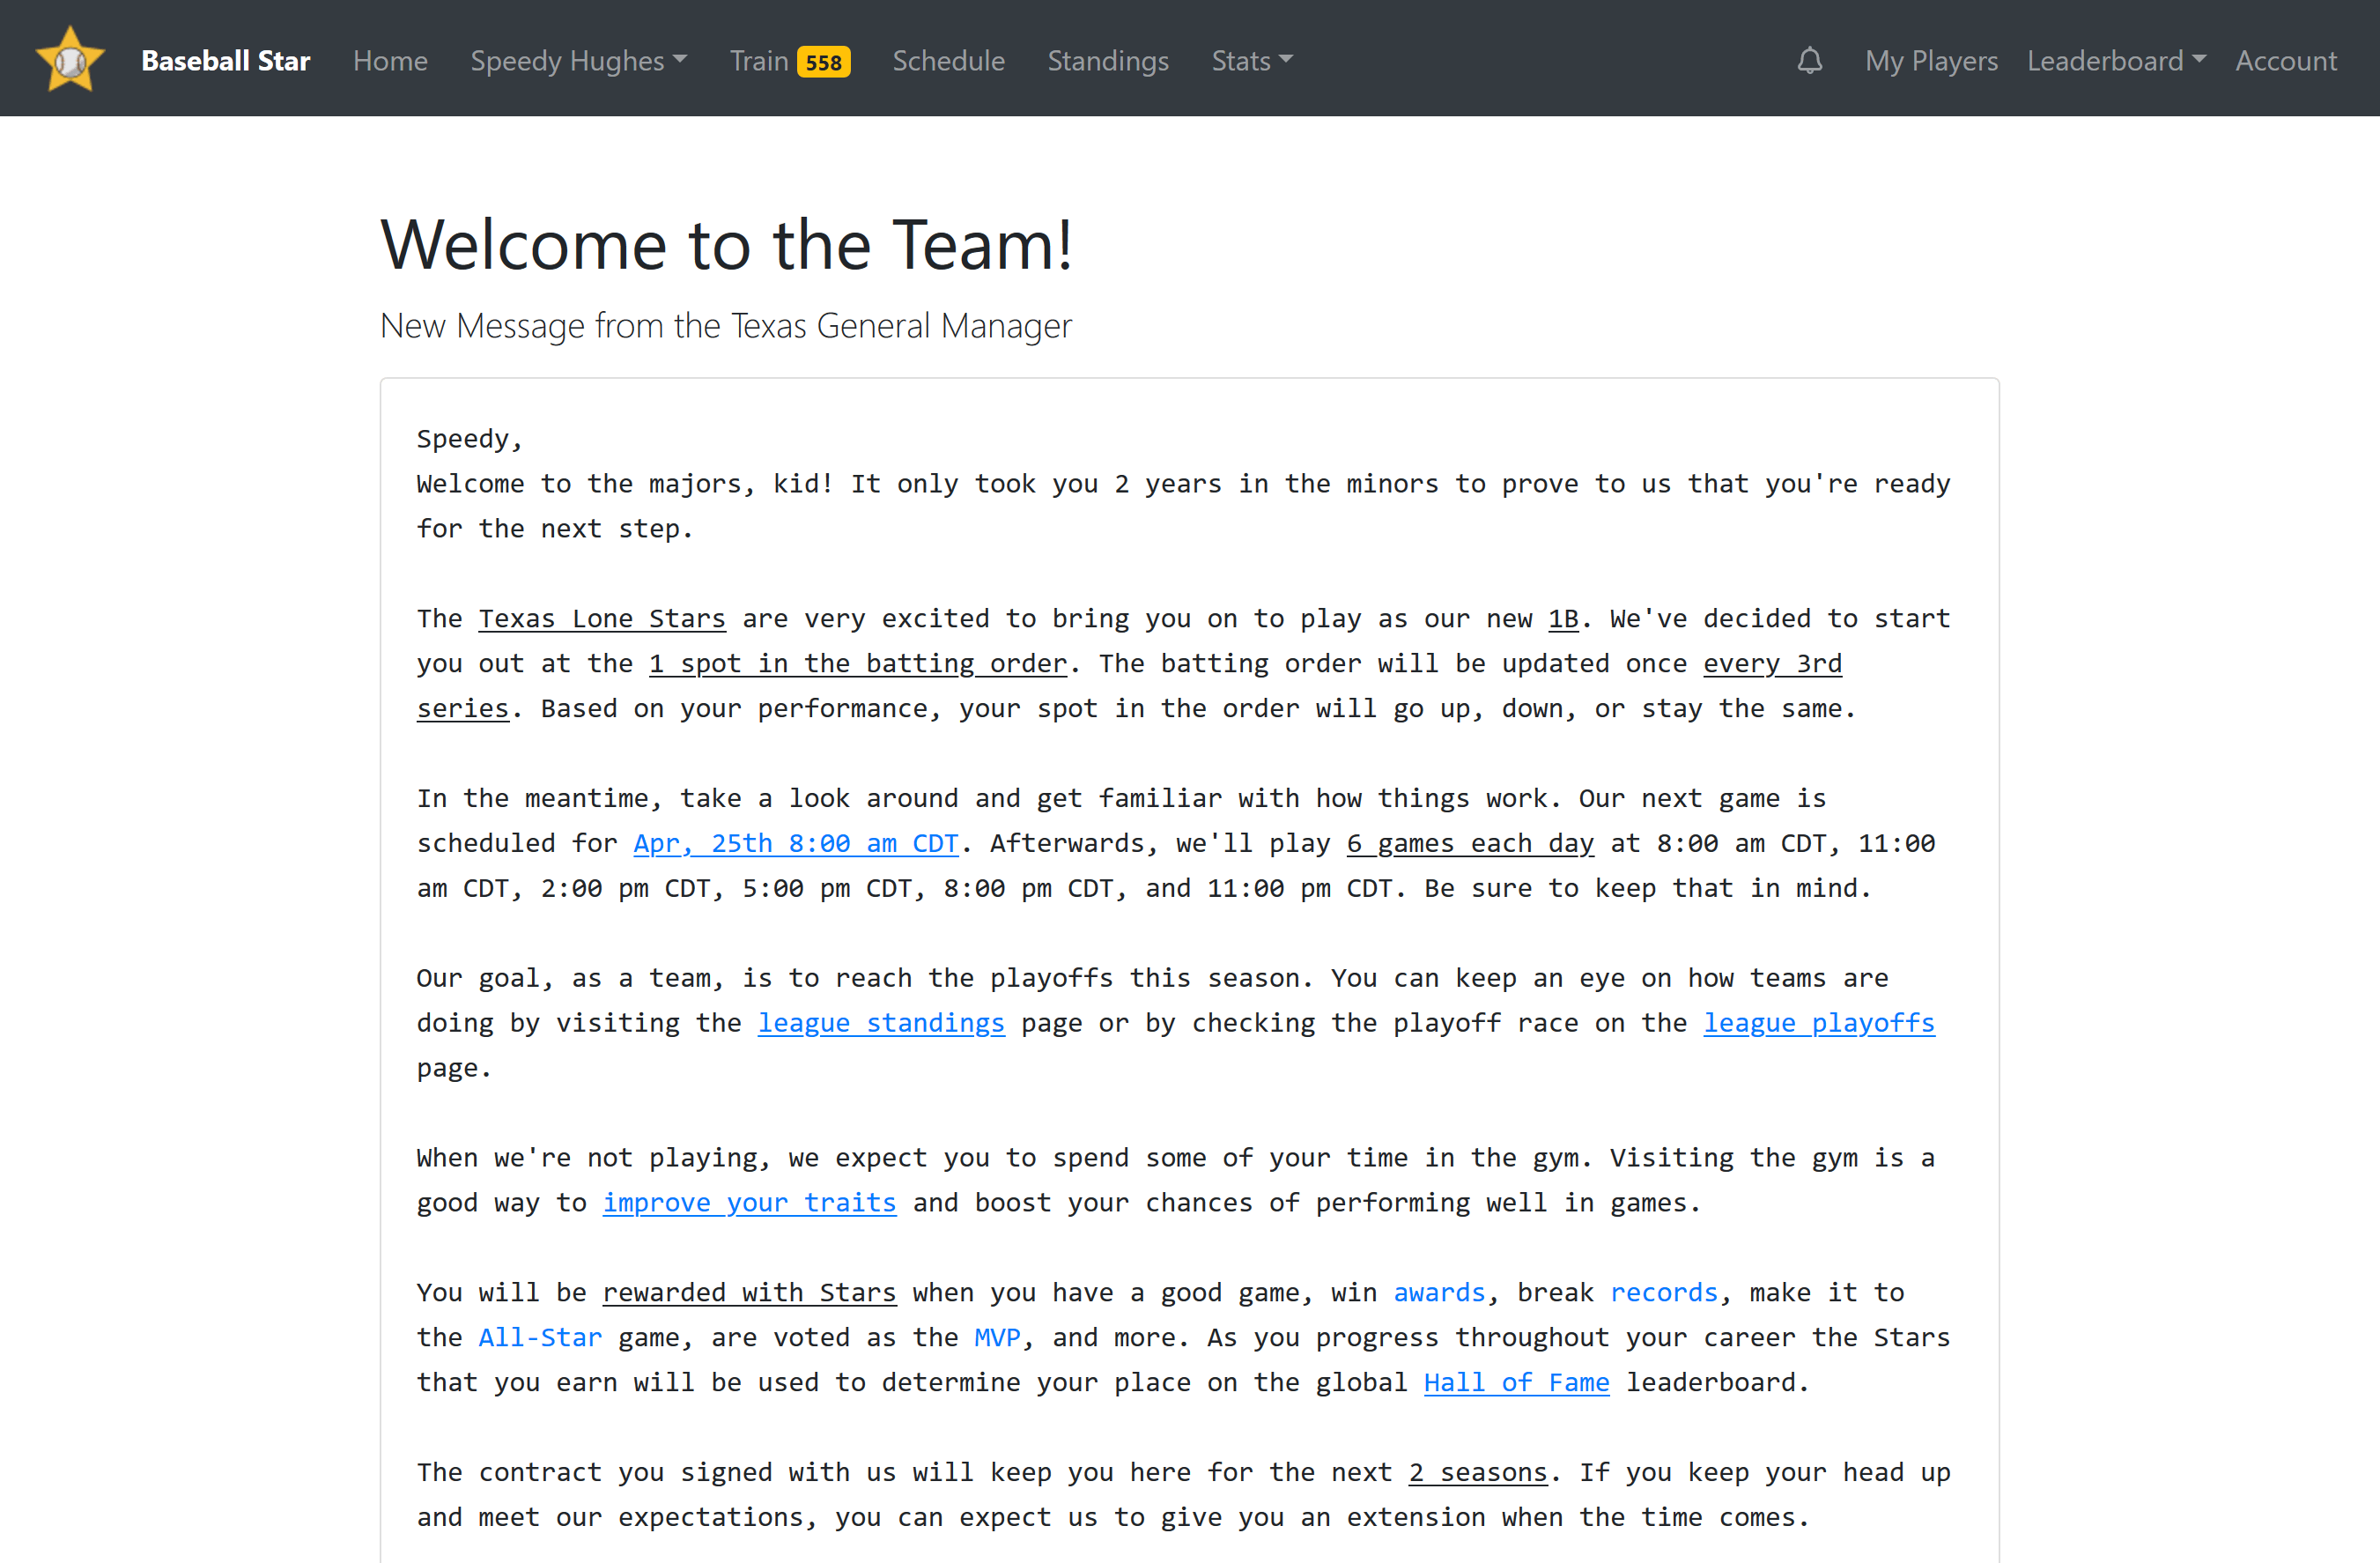 Baseball Star Home Speedy Hughes Train 558 Schedule Standings Stats My Players Leaderboard Account
Welcome to the Team!
New Message from the Texas General Manager
Speedy,
Welcome to the majors, kid! It only took you 2 years in the minors to prove to us that you're ready
for the next step.
The Texas Lone Stars are very excited to bring you on to play as our new 1B. We've decided to start
you out at the 1 spot in the batting order. The batting order will be updated once every 3rd
series. Based on your performance, your spot in the order will go up, down, or stay the same.
In the meantime, take a look around and get familiar with how things work. Our next game is
scheduled for Apr, 25th 8:00 am CDT. Afterwards, we'll play 6 games each day at 8:00 am CDT, 11:00
am CDT, 2:00 pm CDT, 5:00 pm CDT, 8:00 pm CDT, and 11:00 pm CDT. Be sure to keep that in mind.
Our goal, as a team, is to reach the playoffs this season. You can keep an eye on how teams are
doing by visiting the league standings page or by checking the playoff race on the league playoffs
page.
When we're not playing, we expect you to spend some of your time in the gym. Visiting the gym is a
good way to improve your traits and boost your chances of performing well in games.
You will be rewarded with Stars when you have a good game, win awards, break records, make it to
the All-Star game, are voted as the MVP, and more. As you progress throughout your career the Stars
that you earn will be used to determine your place on the global Hall of Fame leaderboard.
The contract you signed with us will keep you here for the next 2 seasons. If you keep your head up
and meet our expectations, you can expect us to give you an extension when the time comes.